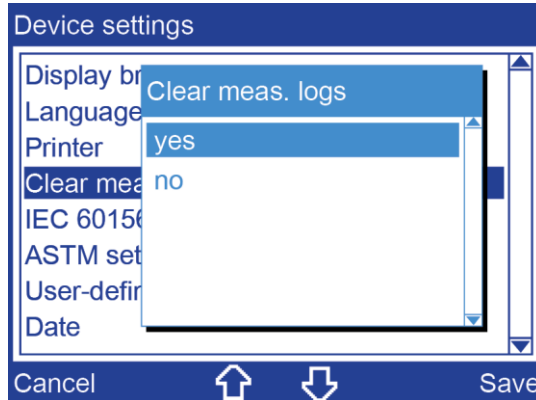 Device settings
Display br
Language
Printer
Clear mea
IEC 60156
ASTM set
User-defin
Date
Clear meas. logs
yes
no
Cancel
Save